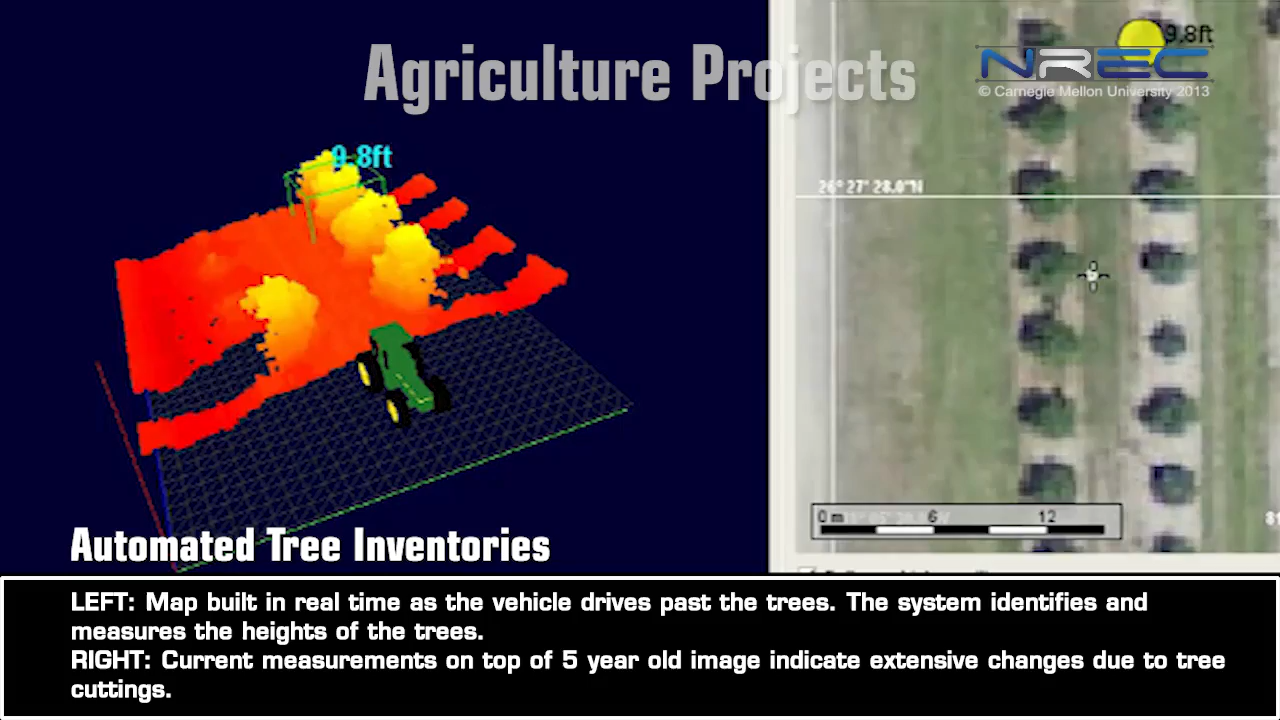 Agriculture Projects
9.8ft
NREC
© Carnegie Mellon University 2013
9.8ft
26° 27' 28.0"N
0 m 6 12
Automated Tree Inventories
LEFT: Map built in real time as the vehicle drives past the trees. The system identifies and
measures the heights of the trees.
RIGHT: Current measurements on top of 5 year old image indicate extensive changes due to tree
cuttings.